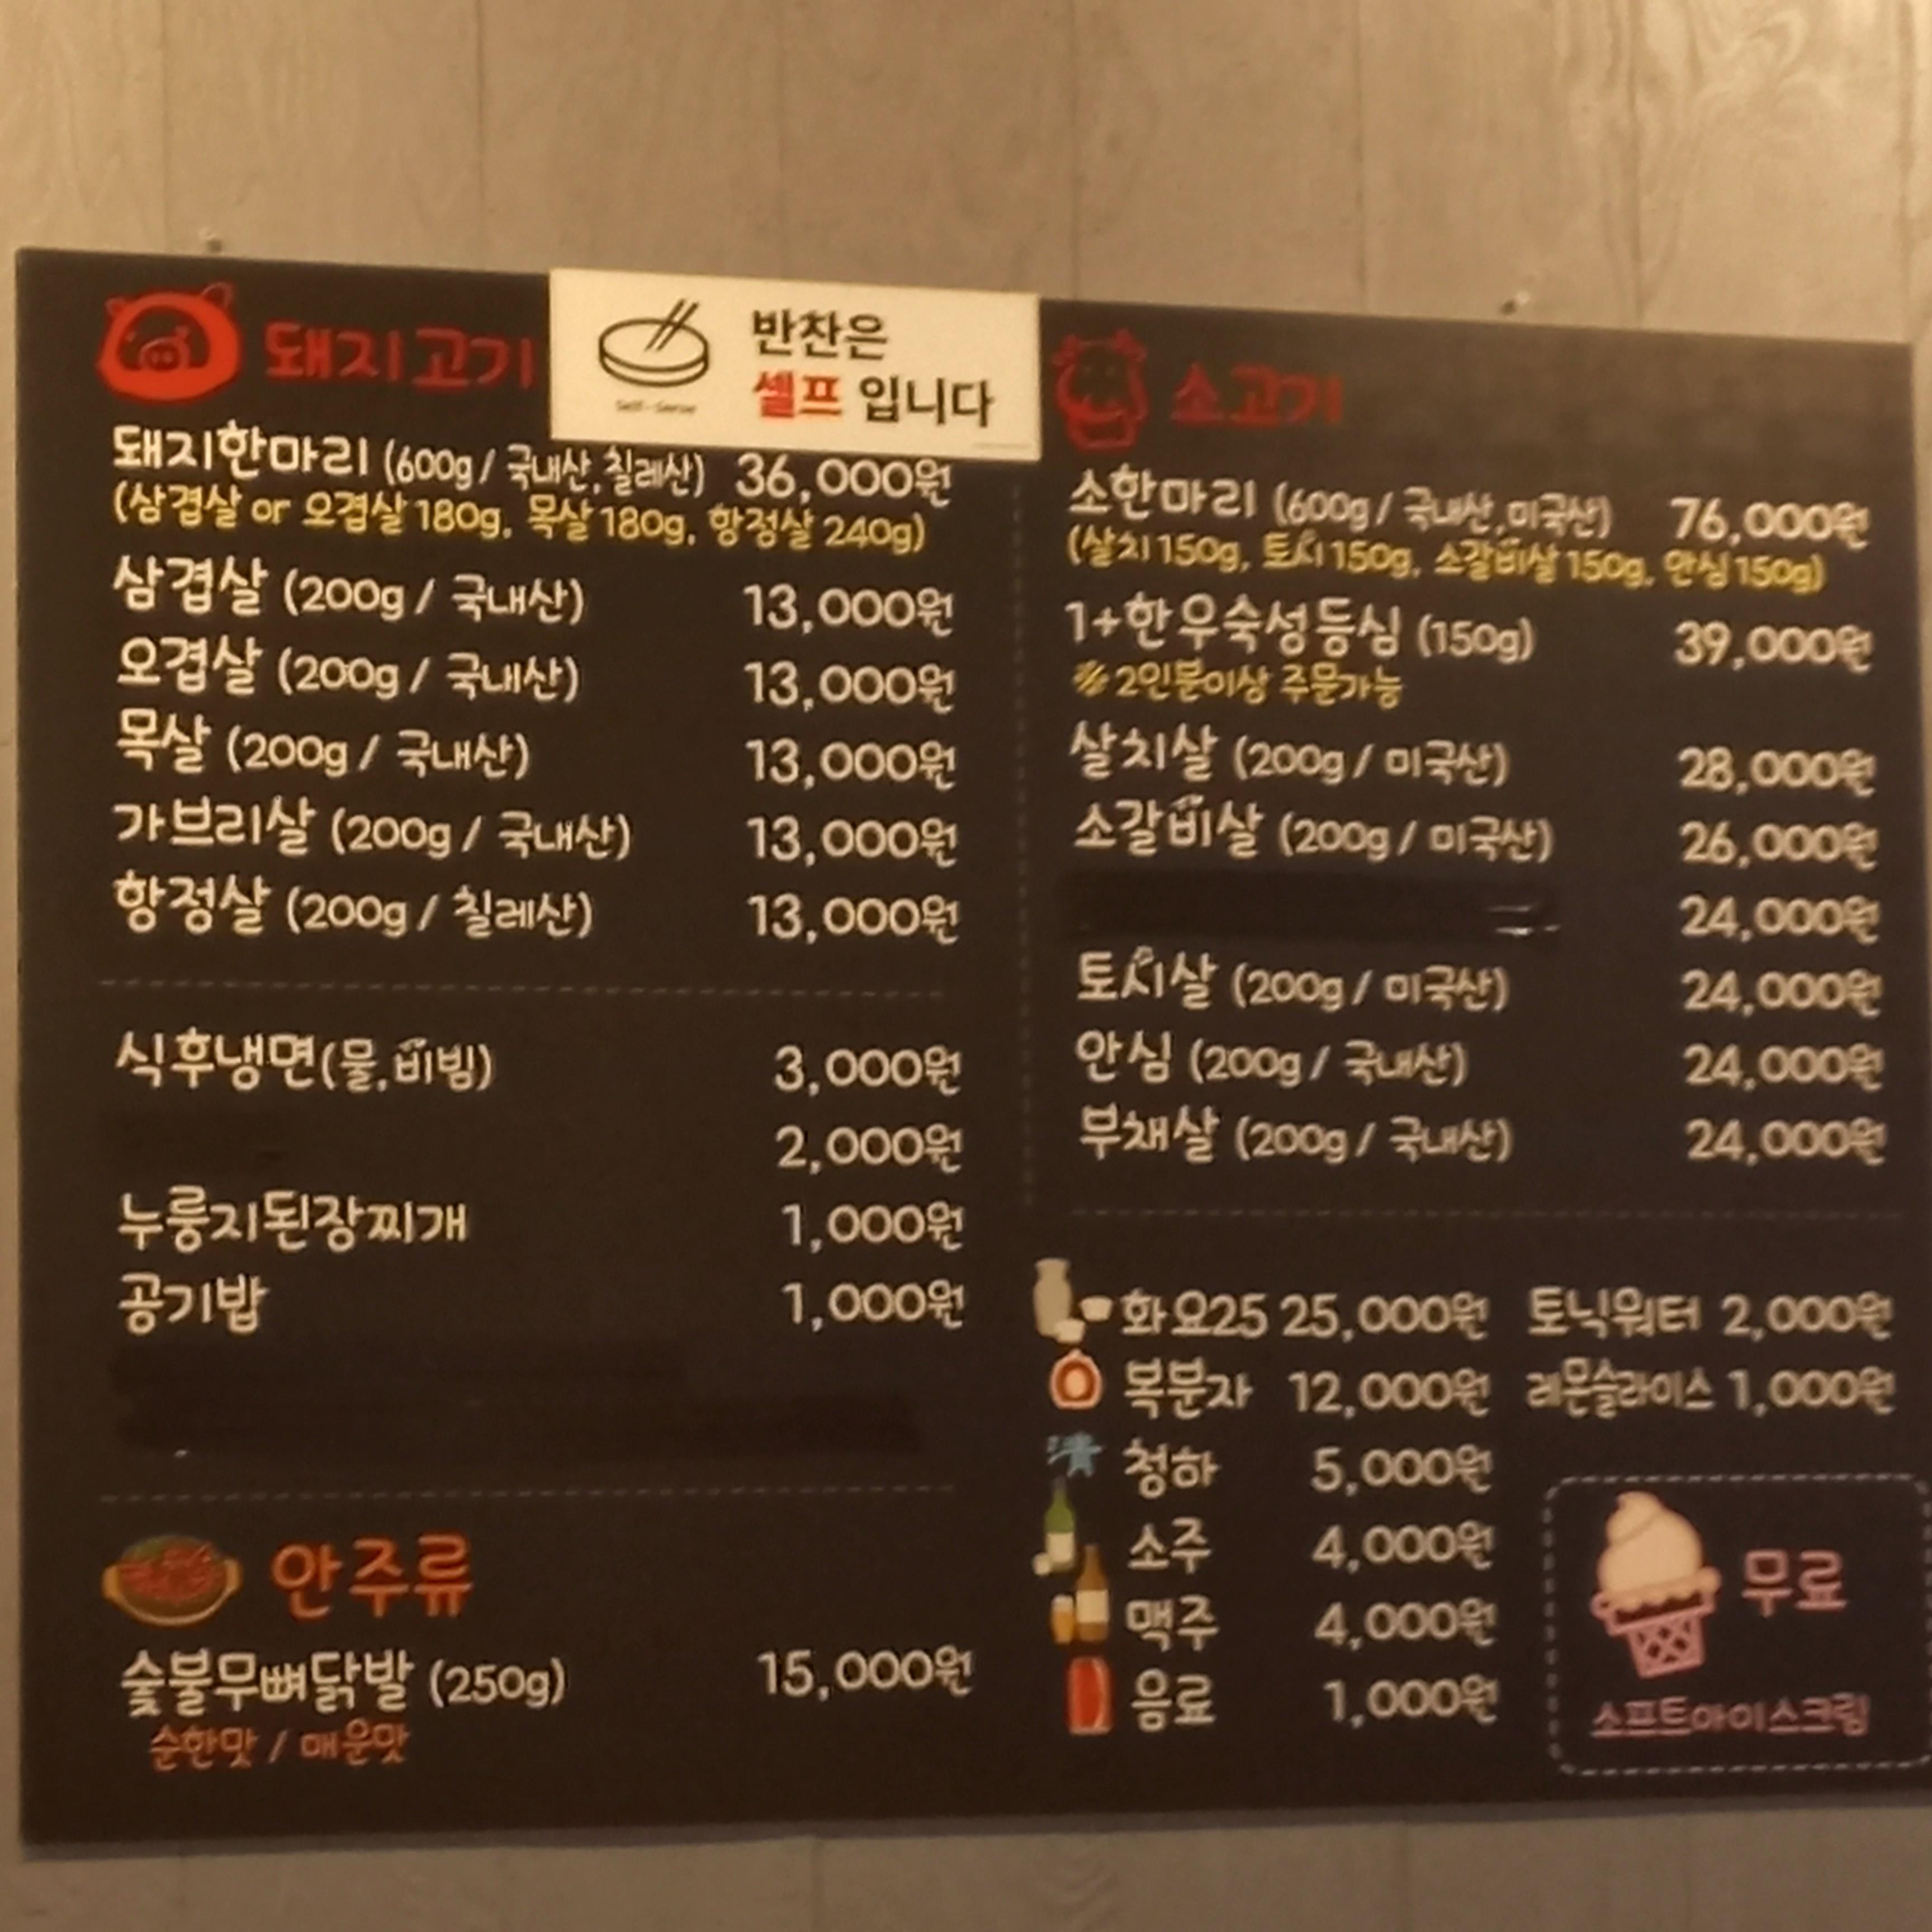 돼지고기
반찬은
셀프 입니다
Self-Serve
돼지한마리 (600g / 국내산,칠레산) 36,000원
(삼겹살 or 오겹살 180g, 목살 180g, 항정살 240g)
삼겹살 (200g / 국내산) 13,000원
오겹살 (200g / 국내산) 13,000원
목살 (200g / 국내산) 13,000원
가브리살 (200g / 국내산) 13,000원
항정살 (200g / 칠레산) 13,000원
식후냉면(물,비빔) 3,000원
2,000원
누룽지된장찌개 1,000원
공기밥 1,000원
안주류
숯불무뼈닭발 (250g) 15,000원
순한맛 / 매운맛
소고기
소한마리 (600g / 국내산,미국산) 76,000원
(살치 150g, 토시 150g, 소갈비살 150g, 안심 150g)
1+한우숙성등심 (150g) 39,000원
※ 2인분이상 주문가능
살치살 (200g / 미국산) 28,000원
소갈비살 (200g / 미국산) 26,000원
24,000원
토시살 (200g / 미국산) 24,000원
안심 (200g / 국내산) 24,000원
부채살 (200g / 국내산) 24,000원
화요25 25,000원 토닉워터 2,000원
복분자 12,000원 레몬슬라이스 1,000원
청하 5,000원
소주 4,000원
맥주 4,000원
음료 1,000원
무료
소프트아이스크림